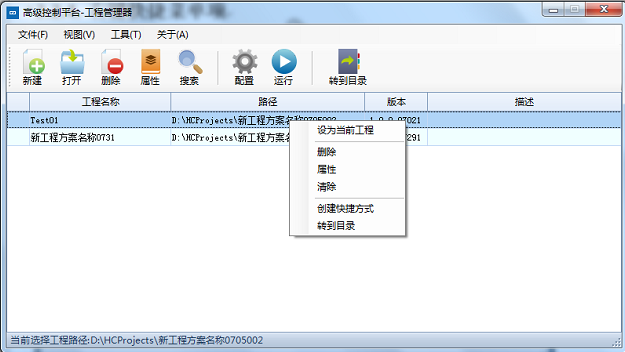 高级控制平台-工程管理器
文件(F) 视图(V) 工具(T) 关于(A)
新建 打开 删除 属性 搜索 配置 运行 转到目录
工程名称 路径 版本 描述
Test01 D:\HCProjects\新工程方案名称0705002 1.0.0.07021
新工程方案名称0731 D:\HCProjects\新工程方案名 291
设为当前工程
删除
属性
清除
创建快捷方式
转到目录
当前选择工程路径:D:\HCProjects\新工程方案名称0705002